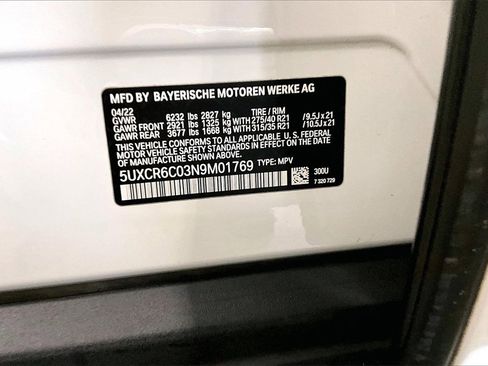 MFD BY BAYERISCHE MOTOREN WERKE AG
04/22
GVWR 6232 lbs 2827 kg TIRE / RIM
GAWR FRONT 2921 lbs 1325 kg WITH 275/40 R21 /9.5J x 21
GAWR REAR 3677 lbs 1668 kg WITH 315/35 R21 /10.5J x 21
THIS VEHICLE CONFORMS TO ALL APPLICABLE U. S. FEDERAL
MOTOR VEHICLE SAFETY STANDARDS IN EFFECT ON THE DATE
OF MANUFACTURE SHOWN ABOVE.
5UXCR6C03N9M01769 TYPE: MPV
300U
7 320 729